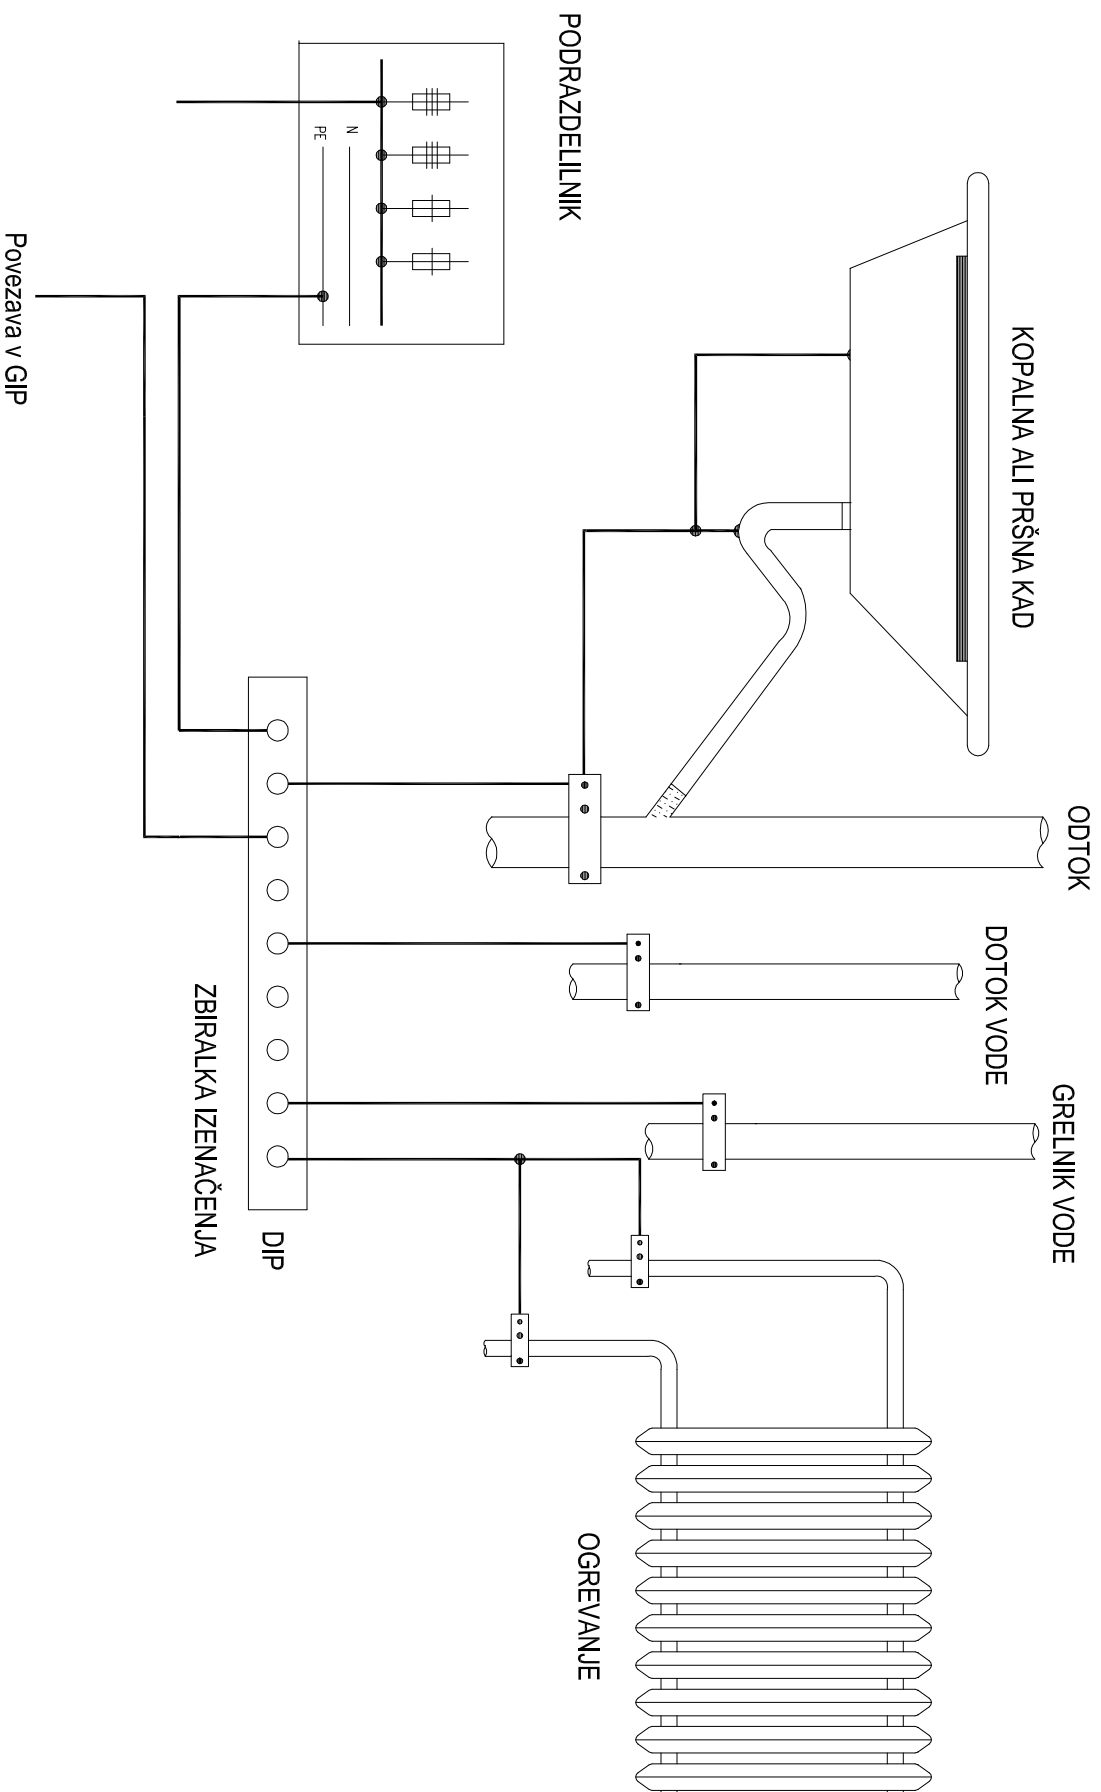 PODRAZDELILNIK
N
PE
Povezava v GIP
KOPALNA ALI PRŠNA KAD
ODTOK
DOTOK VODE
GRELNIK VODE
ZBIRALKA IZENAČENJA
DIP
OGREVANJE